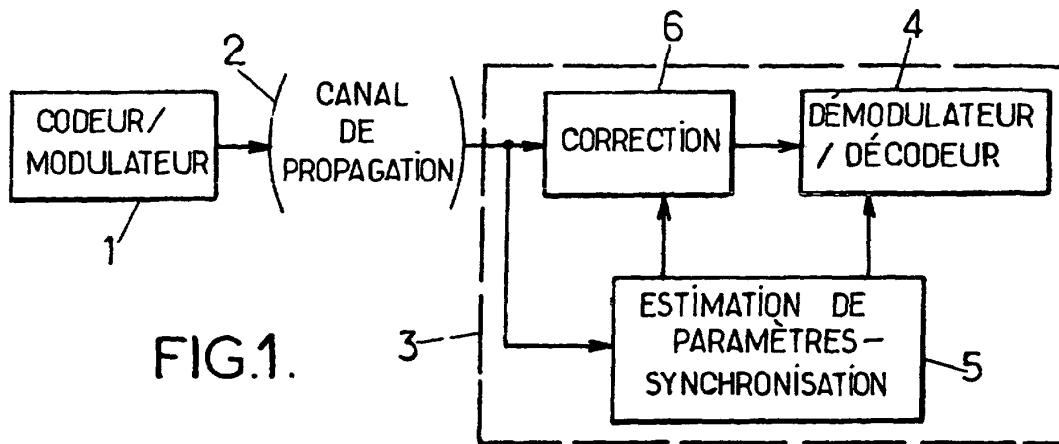 6
4
2
CODEUR/
MODULATEUR
1
CANAL
DE
PROPAGATION
CORRECTION
DÉMODULATEUR
/ DÉCODEUR
ESTIMATION DE
PARAMÈTRES-
SYNCHRONISATION
3
5
FIG.1.